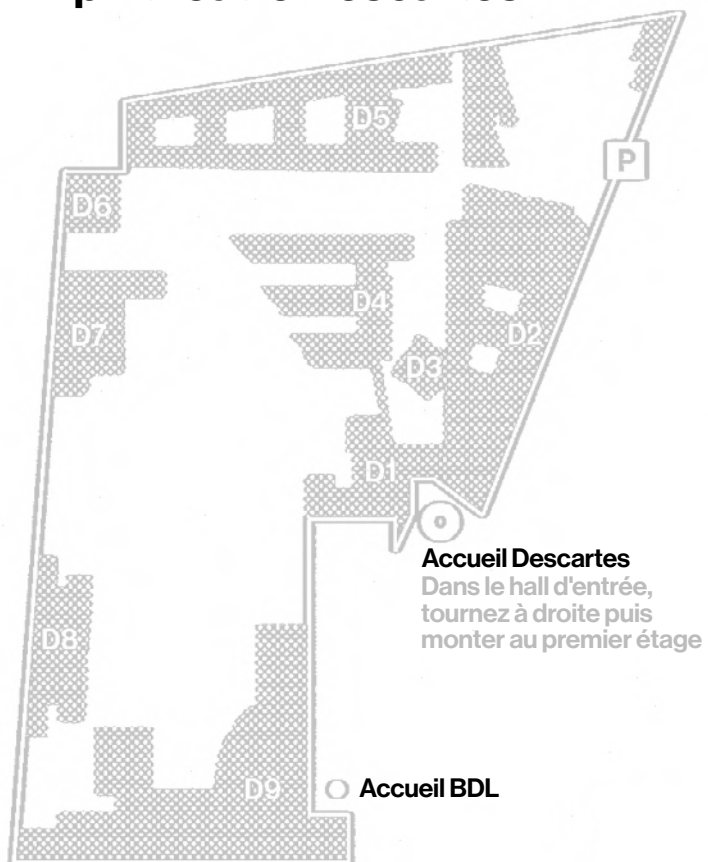 D5
P
D6
D4
D2
D7
D3
D1
Accueil Descartes
Dans le hall d'entrée,
tournez à droite puis
monter au premier étage
D8
Accueil BDL
D9